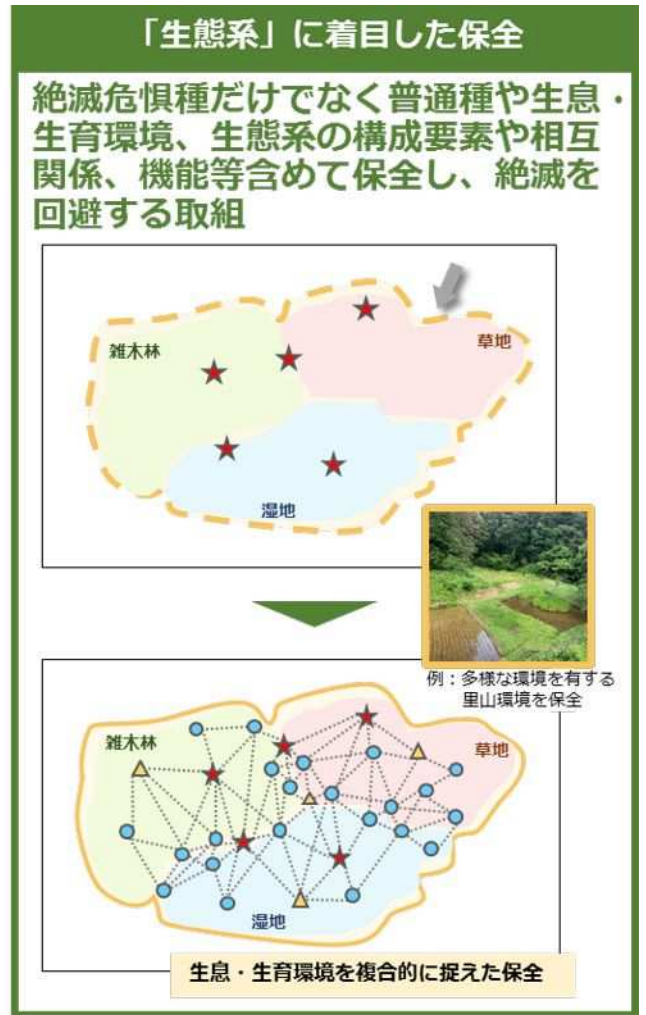 「生態系」に着目した保全
絶滅危惧種だけでなく普通種や生息・
生育環境、生態系の構成要素や相互
関係、機能等含めて保全し、絶滅を
回避する取組
雑木林
草地
湿地
例：多様な環境を有する
里山環境を保全
雑木林
草地
湿地
生息・生育環境を複合的に捉えた保全